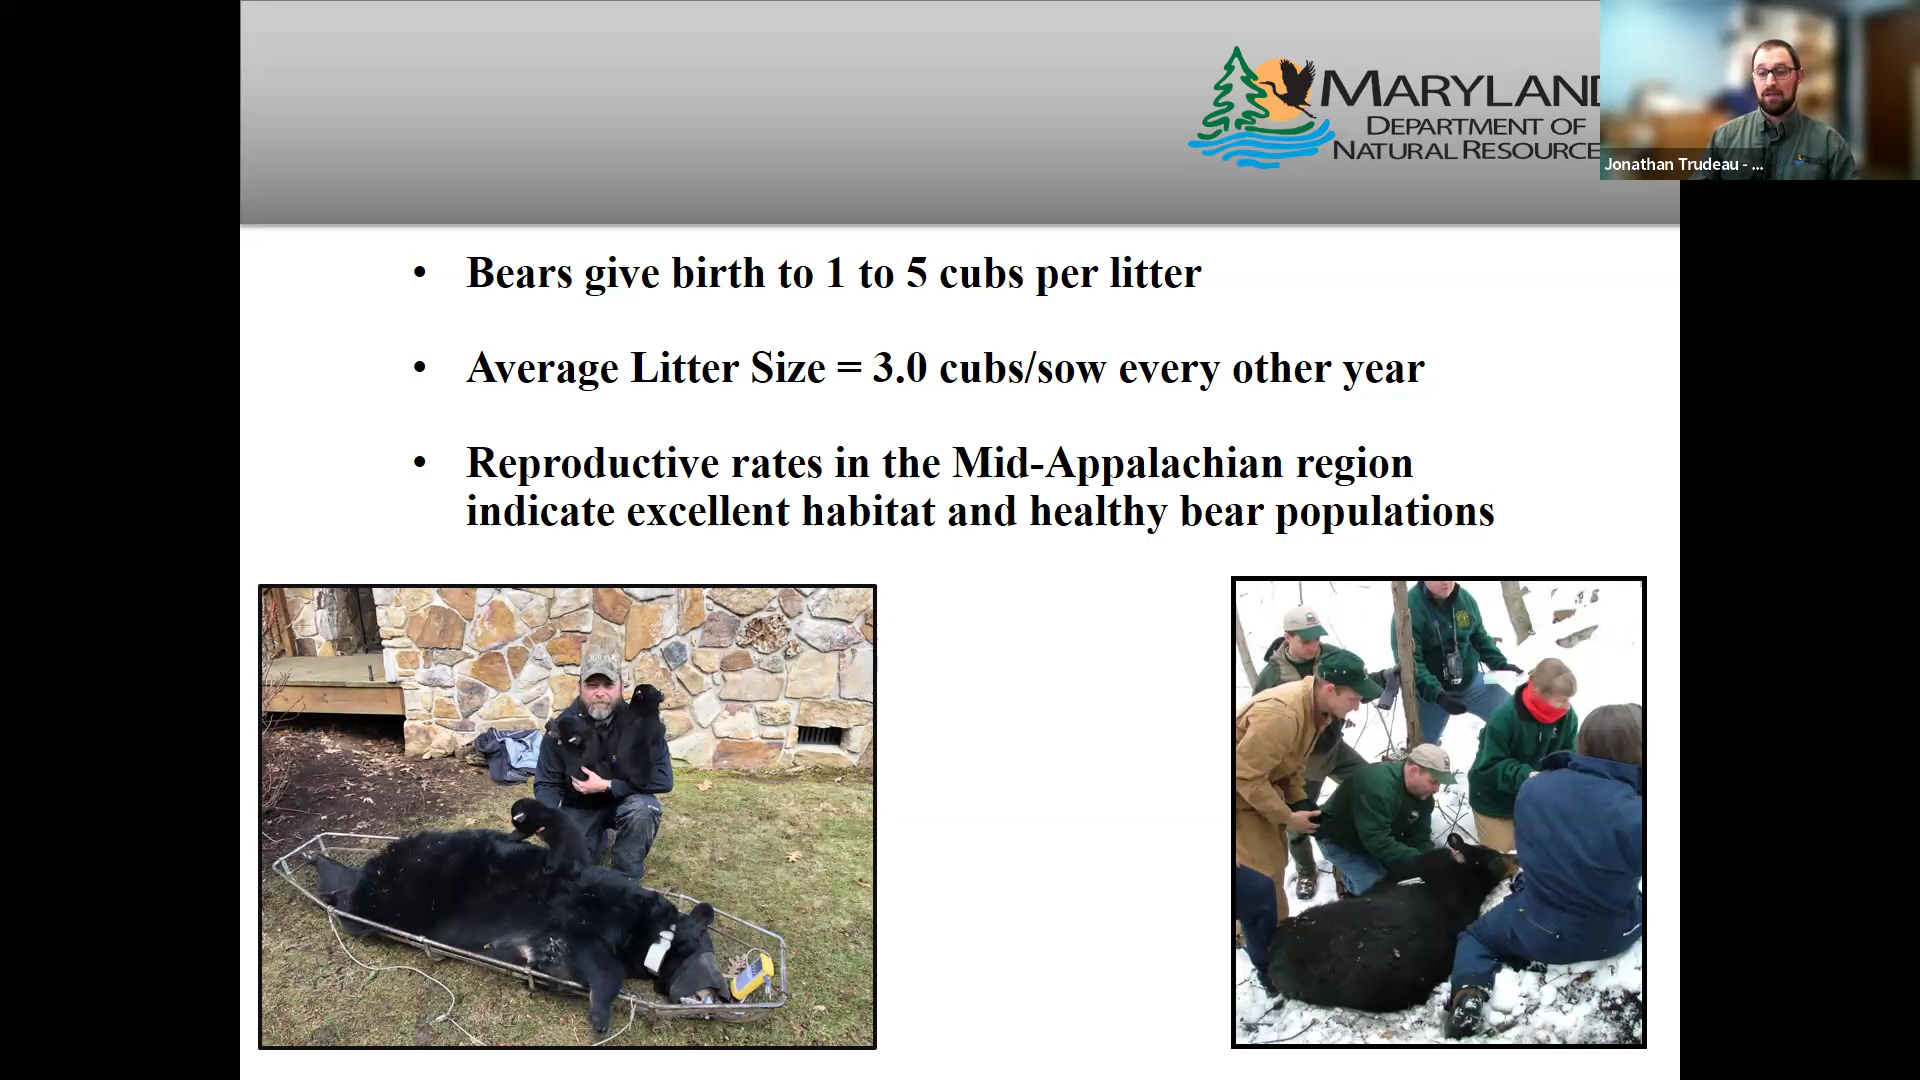 MARYLAND
DEPARTMENT OF
NATURAL RESOURCE
Jonathan Trudeau - ...
• Bears give birth to 1 to 5 cubs per litter
• Average Litter Size = 3.0 cubs/sow every other year
• Reproductive rates in the Mid-Appalachian region
indicate excellent habitat and healthy bear populations